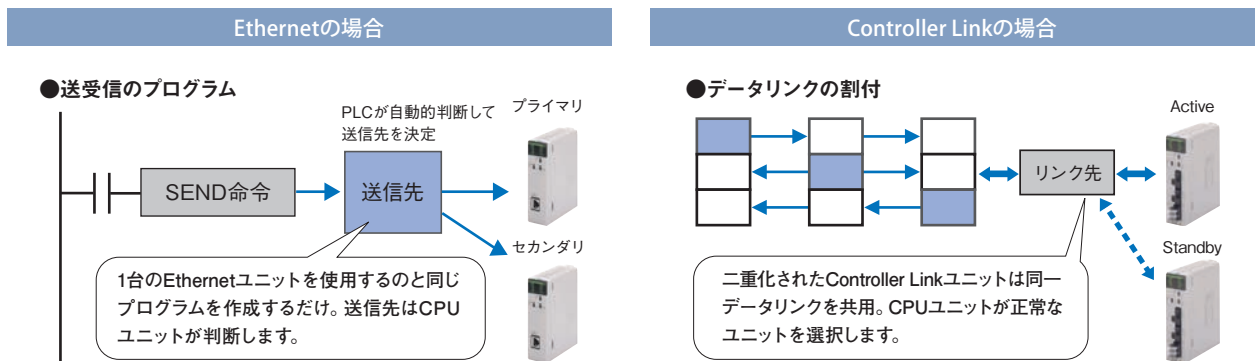 Ethernetの場合
●送受信のプログラム
PLCが自動的判断して
送信先を決定
プライマリ
SEND命令
送信先
セカンダリ
1台のEthernetユニットを使用するのと同じ
プログラムを作成するだけ。送信先はCPU
ユニットが判断します。
Controller Linkの場合
●データリンクの割付
Active
リンク先
Standby
二重化されたController Linkユニットは同一
データリンクを共用。CPUユニットが正常な
ユニットを選択します。